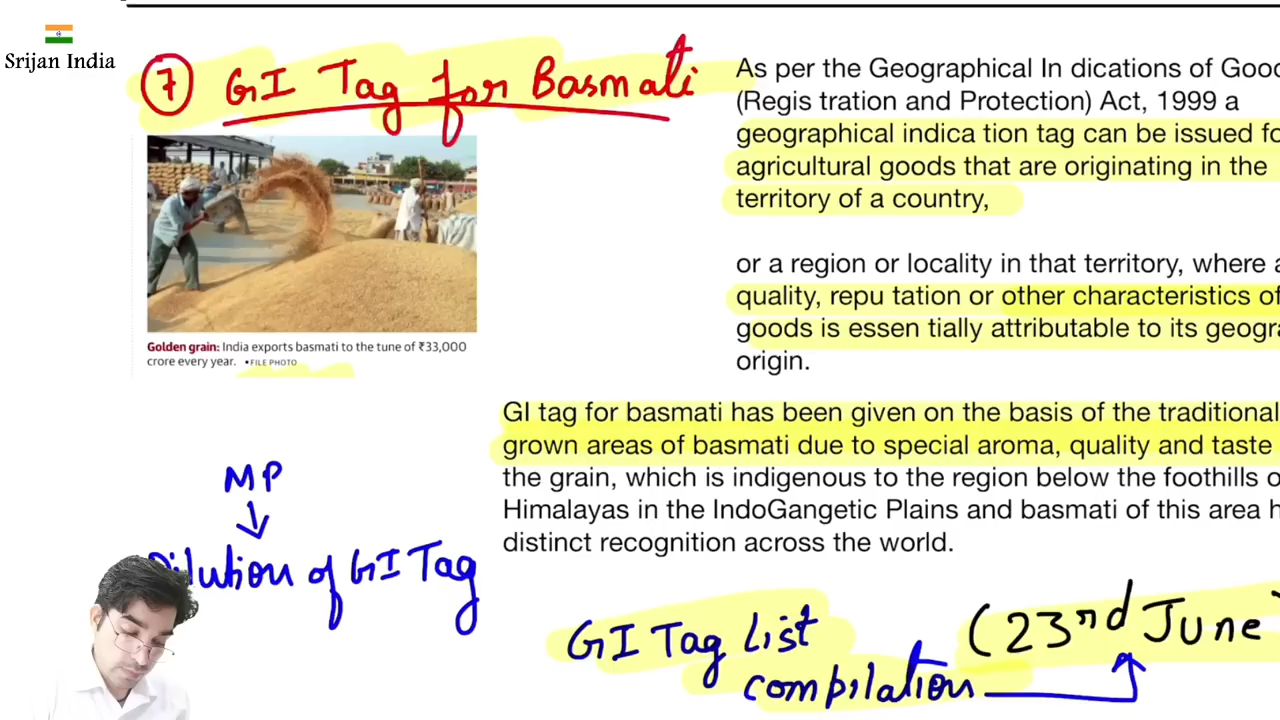 Srijan India
7 GI Tag for Basmati
Golden grain: India exports basmati to the tune of ₹33,000
crore every year. •FILE PHOTO
As per the Geographical In dications of Good
(Regis tration and Protection) Act, 1999 a
geographical indica tion tag can be issued fo
agricultural goods that are originating in the
territory of a country,
or a region or locality in that territory, where a
quality, repu tation or other characteristics of
goods is essen tially attributable to its geogra
origin.
GI tag for basmati has been given on the basis of the traditional
grown areas of basmati due to special aroma, quality and taste
the grain, which is indigenous to the region below the foothills o
Himalayas in the IndoGangetic Plains and basmati of this area h
distinct recognition across the world.
MP
Dilution of GI Tag
GI Tag list
compilation
(23rd June